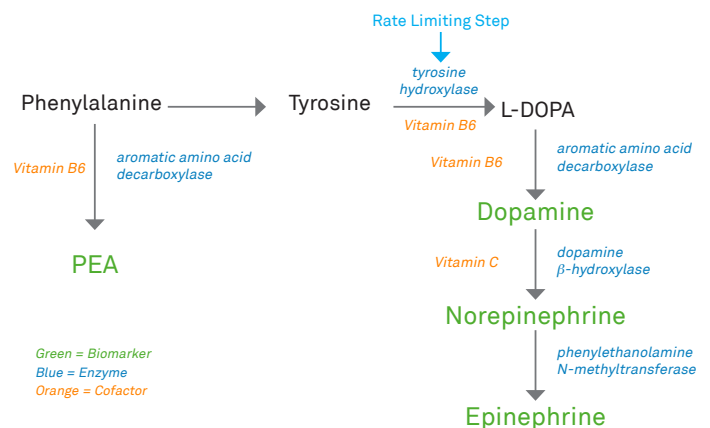 Rate Limiting Step
tyrosine
hydroxylase
Phenylalanine
Tyrosine
L-DOPA
Vitamin B6
Vitamin B6
aromatic amino acid
decarboxylase
Vitamin B6
aromatic amino acid
decarboxylase
Dopamine
PEA
Vitamin C
dopamine
β-hydroxylase
Norepinephrine
Green = Biomarker
Blue = Enzyme
Orange = Cofactor
phenylethanolamine
N-methyltransferase
Epinephrine